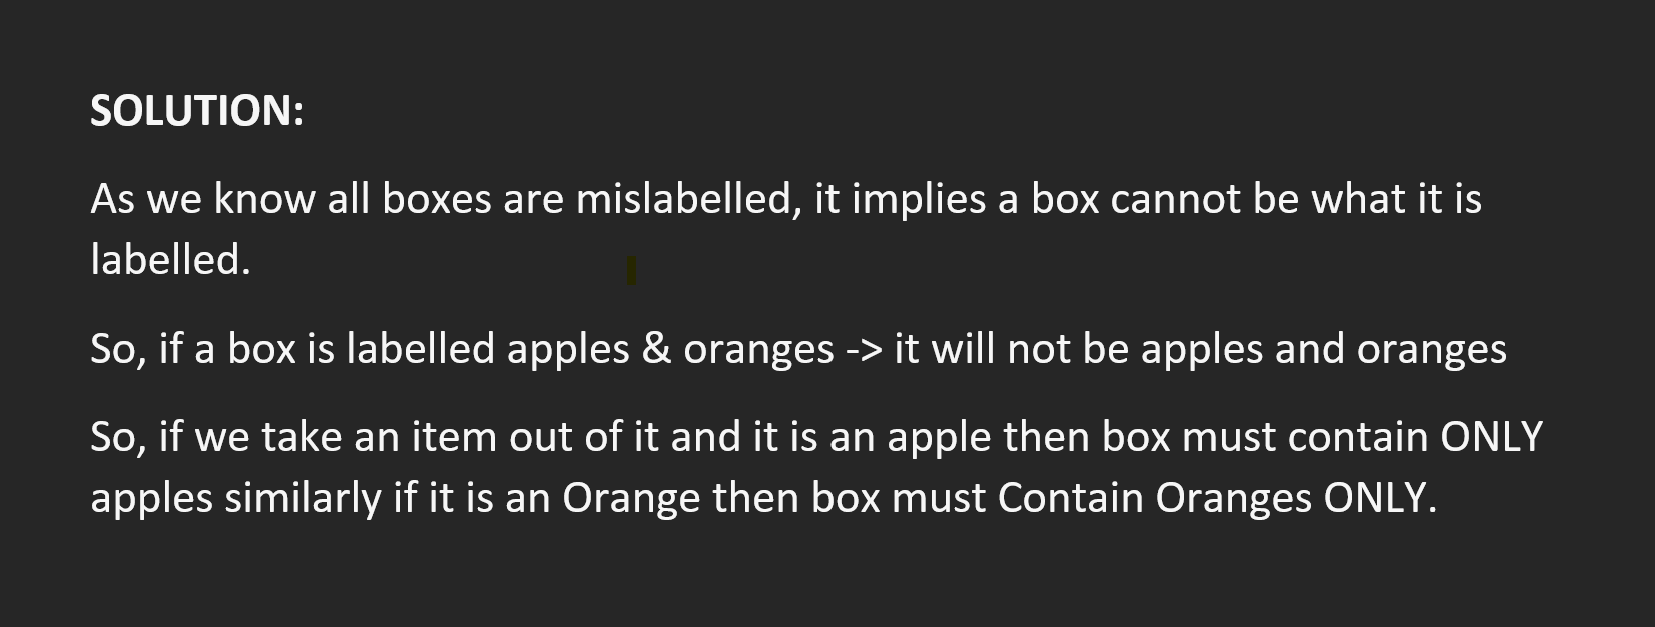 SOLUTION:
As we know all boxes are mislabelled, it implies a box cannot be what it is
labelled.
So, if a box is labelled apples & oranges -> it will not be apples and oranges
So, if we take an item out of it and it is an apple then box must contain ONLY
apples similarly if it is an Orange then box must Contain Oranges ONLY.